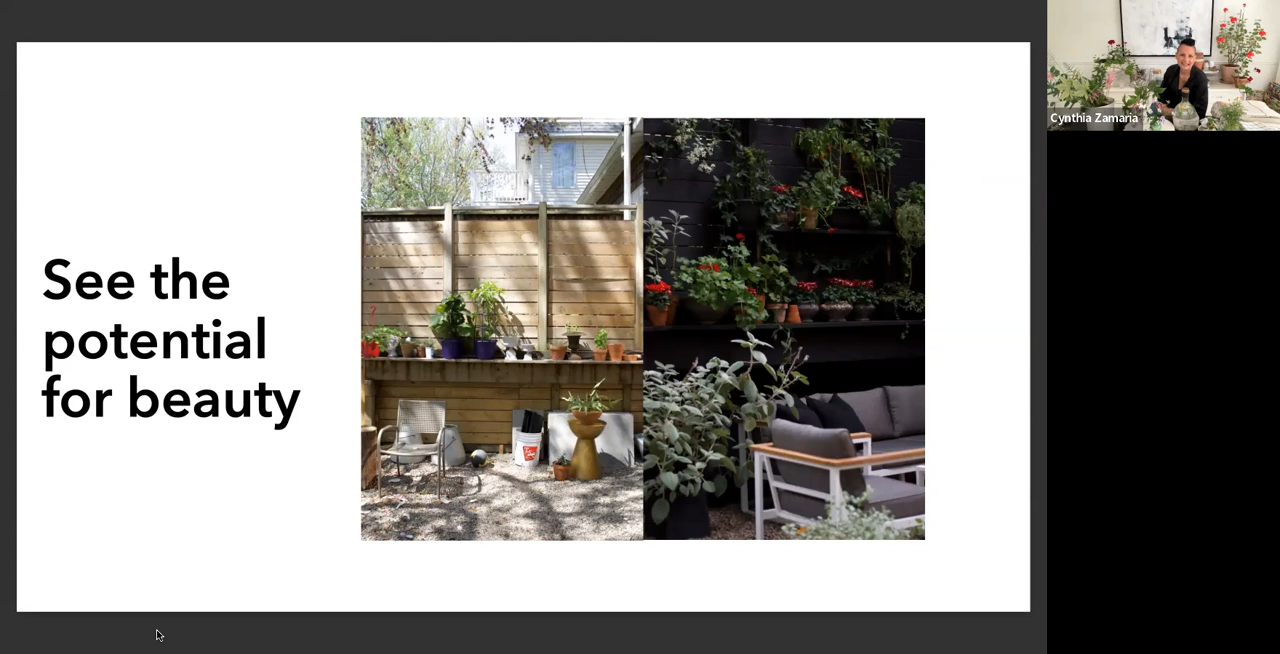 See the
potential
for beauty
Cynthia Zamaria